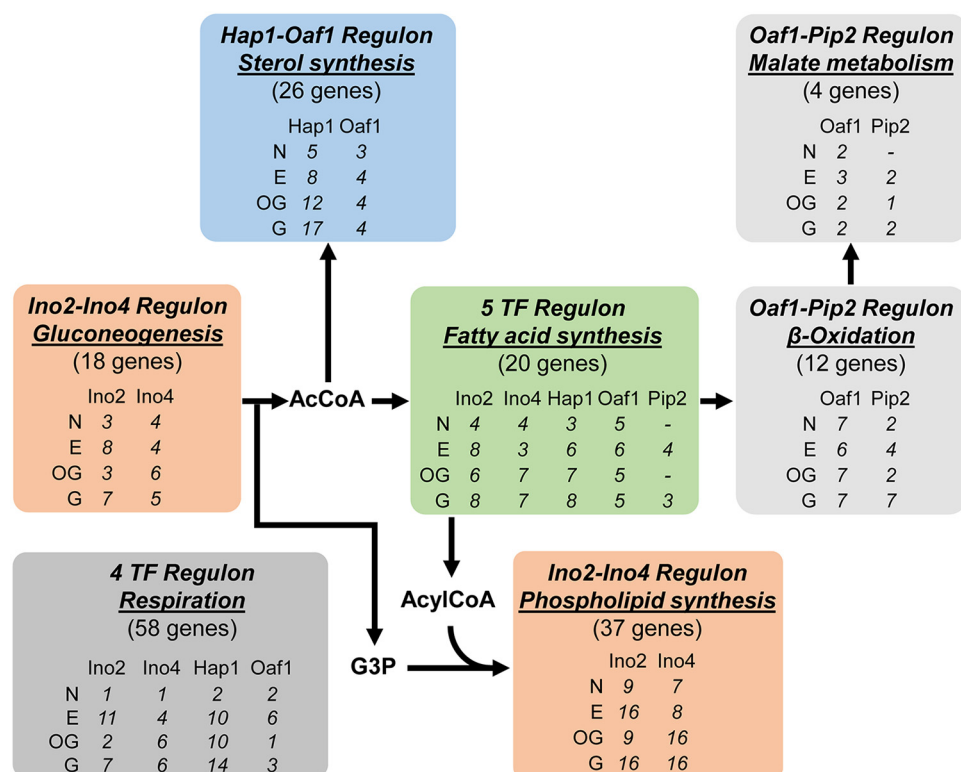 Hap1-Oaf1 Regulon
Sterol synthesis
(26 genes)
Hap1 Oaf1
N 5 3
E 8 4
OG 12 4
G 17 4
Oaf1-Pip2 Regulon
Malate metabolism
(4 genes)
Oaf1 Pip2
N 2 -
E 3 2
OG 2 1
G 2 2
Ino2-Ino4 Regulon
Gluconeogenesis
(18 genes)
Ino2 Ino4
N 3 4
E 8 4
OG 3 6
G 7 5
AcCoA
5 TF Regulon
Fatty acid synthesis
(20 genes)
Ino2 Ino4 Hap1 Oaf1 Pip2
N 4 4 3 5 -
E 8 3 6 6 4
OG 6 7 7 5 -
G 8 7 8 5 3
Oaf1-Pip2 Regulon
β-Oxidation
(12 genes)
Oaf1 Pip2
N 7 2
E 6 4
OG 7 2
G 7 7
4 TF Regulon
Respiration
(58 genes)
Ino2 Ino4 Hap1 Oaf1
N 1 1 2 2
E 11 4 10 6
OG 2 6 10 1
G 7 6 14 3
AcylCoA
G3P
Ino2-Ino4 Regulon
Phospholipid synthesis
(37 genes)
Ino2 Ino4
N 9 7
E 16 8
OG 9 16
G 16 16